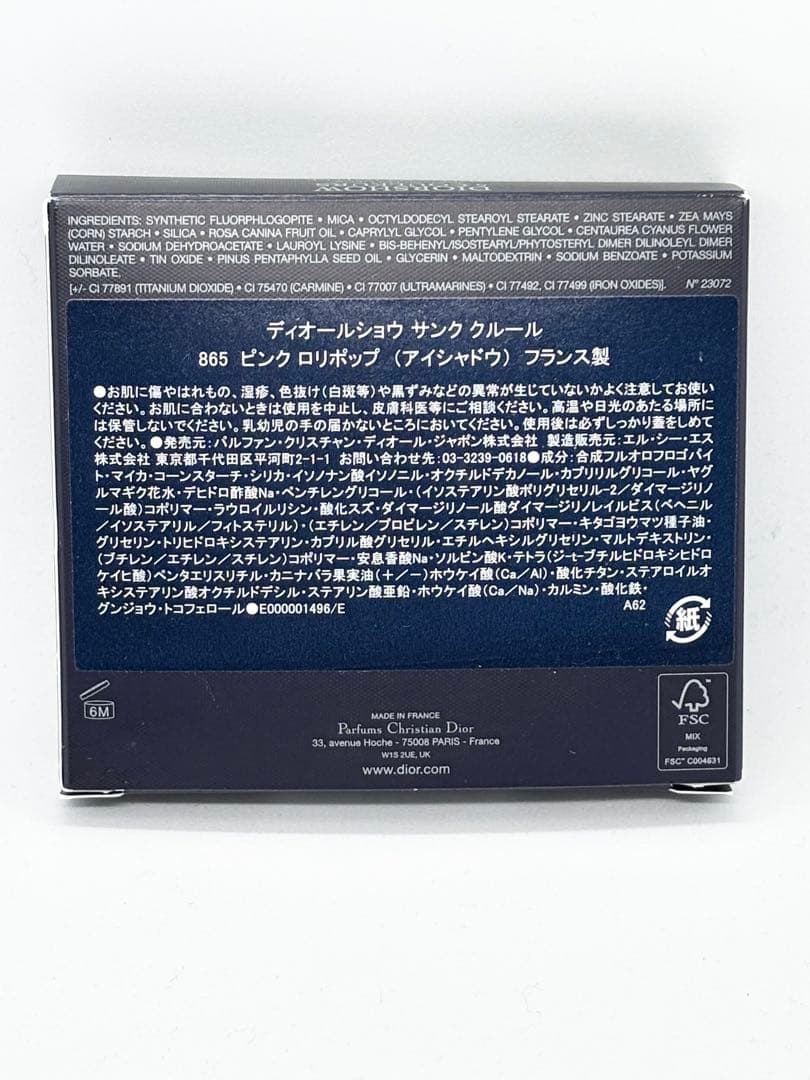 DIORSHOW
INGREDIENTS: SYNTHETIC FLUORPHLOGOPITE • MICA • OCTYLDODECYL STEAROYL STEARATE • ZINC STEARATE • ZEA MAYS
(CORN) STARCH • SILICA • ROSA CANINA FRUIT OIL • CAPRYLYL GLYCOL • PENTYLENE GLYCOL • CENTAUREA CYANUS FLOWER
WATER • SODIUM DEHYDROACETATE • LAUROYL LYSINE • BIS-BEHENYL/ISOSTEARYL/PHYTOSTERYL DIMER DILINOLEYL DIMER
DILINOLEATE • TIN OXIDE • PINUS PENTAPHYLLA SEED OIL • GLYCERIN • MALTODEXTRIN • SODIUM BENZOATE • POTASSIUM
SORBATE,
[+/- CI 77891 (TITANIUM DIOXIDE) • CI 75470 (CARMINE) • CI 77007 (ULTRAMARINES) • CI 77492, CI 77499 (IRON OXIDES)]. N° 23072
ディオールショウ サンク クルール
865 ピンク ロリポップ (アイシャドウ) フランス製
●お肌に傷やはれもの、湿疹、色抜け(白斑等)や黒ずみなどの異常が生じていないかよく注意してお使い
ください。お肌に合わないときは使用を中止し、皮膚科医等にご相談ください。高温や日光のあたる場所に
は保管しないでください。乳幼児の手の届かないところにおいてください。使用後は必ずしっかり蓋をしめて
ください。●発売元:パルファン・クリスチャン・ディオール・ジャポン株式会社 製造販売元:エル・シー・エス
株式会社 東京都千代田区平河町2-1-1 お問い合わせ先:03-3239-0618●成分:合成フルオロフロゴパイ
ト・マイカ・コーンスターチ・シリカ・イソノナン酸イソノニル・オクチルドデカノール・カプリリルグリコール・ヤグ
ルマギク花水・デヒドロ酢酸Na・ペンチレングリコール・(イソステアリン酸ポリグリセリル-2/ダイマージリノ
ール酸)コポリマー・ラウロイルリシン・酸化スズ・ダイマージリノール酸ダイマージリノレイルビス(ベヘニル
/イソステアリル/フィトステリル)・(エチレン/プロピレン/スチレン)コポリマー・キタゴヨウマツ種子油・
グリセリン・トリヒドロキシステアリン・カプリル酸グリセリル・エチルヘキシルグリセリン・マルトデキストリン・
(ブチレン/エチレン/スチレン)コポリマー・安息香酸Na・ソルビン酸K・テトラ(ジ-t-ブチルヒドロキシヒドロ
ケイヒ酸)ペンタエリスリチル・カニナバラ果実油(+/-)ホウケイ酸(Ca/Al)・酸化チタン・ステアロイルオ
キシステアリン酸オクチルドデシル・ステアリン酸亜鉛・ホウケイ酸(Ca/Na)・カルミン・酸化鉄・
グンジョウ・トコフェロール●E000001496/E A62
紙
6M
MADE IN FRANCE
Parfums Christian Dior
33, avenue Hoche - 75008 PARIS - France
W1S 2UE, UK
www.dior.com
FSC
MIX
Packaging
FSC™ C004631